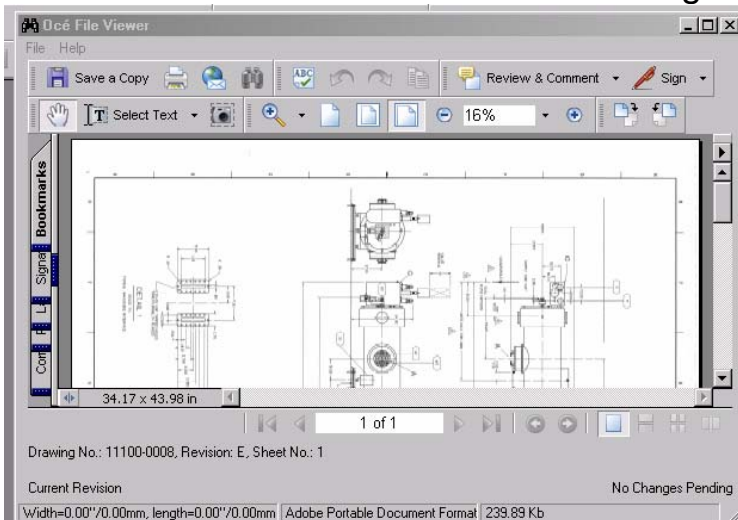 Océ File Viewer
File Help
Save a Copy Review & Comment Sign
Select Text 16%
Bookmarks
Signa
34.17 x 43.98 in
1 of 1
Drawing No.: 11100-0008, Revision: E, Sheet No.: 1
Current Revision No Changes Pending
Width=0.00"/0.00mm, length=0.00"/0.00mm Adobe Portable Document Format 239.89 Kb